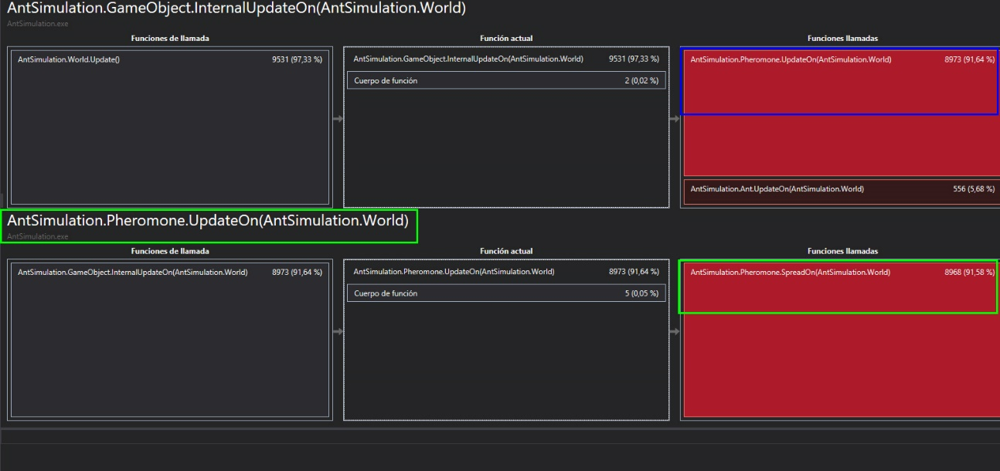 AntSimulation.GameObject.InternalUpdateOn(AntSimulation.World)
AntSimulation.exe
Funciones de llamada
Función actual
Funciones llamadas
AntSimulation.World.Update() 9531 (97,33 %)
AntSimulation.GameObject.InternalUpdateOn(AntSimulation.World) 9531 (97,33 %)
Cuerpo de función 2 (0,02 %)
AntSimulation.Pheromone.UpdateOn(AntSimulation.World) 8973 (91,64 %)
AntSimulation.Ant.UpdateOn(AntSimulation.World) 556 (5,68 %)
AntSimulation.Pheromone.UpdateOn(AntSimulation.World)
AntSimulation.exe
Funciones de llamada
Función actual
Funciones llamadas
AntSimulation.GameObject.InternalUpdateOn(AntSimulation.World) 8973 (91,64 %)
AntSimulation.Pheromone.UpdateOn(AntSimulation.World) 8973 (91,64 %)
Cuerpo de función 5 (0,05 %)
AntSimulation.Pheromone.SpreadOn(AntSimulation.World) 8968 (91,58 %)